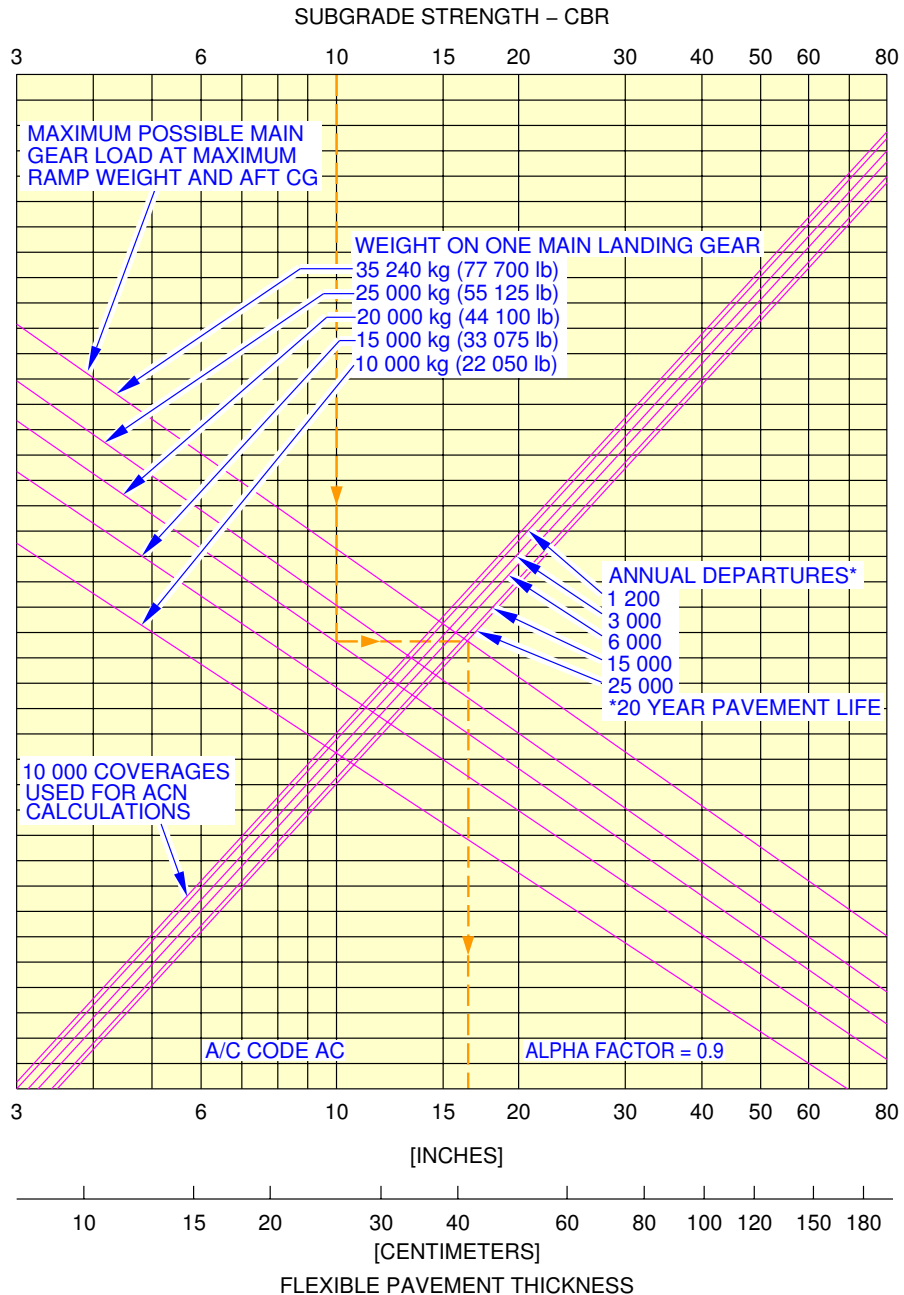 SUBGRADE STRENGTH – CBR
3 6 10 15 20 30 40 50 60 80
MAXIMUM POSSIBLE MAIN
GEAR LOAD AT MAXIMUM
RAMP WEIGHT AND AFT CG
WEIGHT ON ONE MAIN LANDING GEAR
35 240 kg (77 700 lb)
25 000 kg (55 125 lb)
20 000 kg (44 100 lb)
15 000 kg (33 075 lb)
10 000 kg (22 050 lb)
ANNUAL DEPARTURES*
1 200
3 000
6 000
15 000
25 000
*20 YEAR PAVEMENT LIFE
10 000 COVERAGES
USED FOR ACN
CALCULATIONS
A/C CODE AC
ALPHA FACTOR = 0.9
3 6 10 15 20 30 40 50 60 80
[INCHES]
10 15 20 30 40 60 80 100 120 150 180
[CENTIMETERS]
FLEXIBLE PAVEMENT THICKNESS